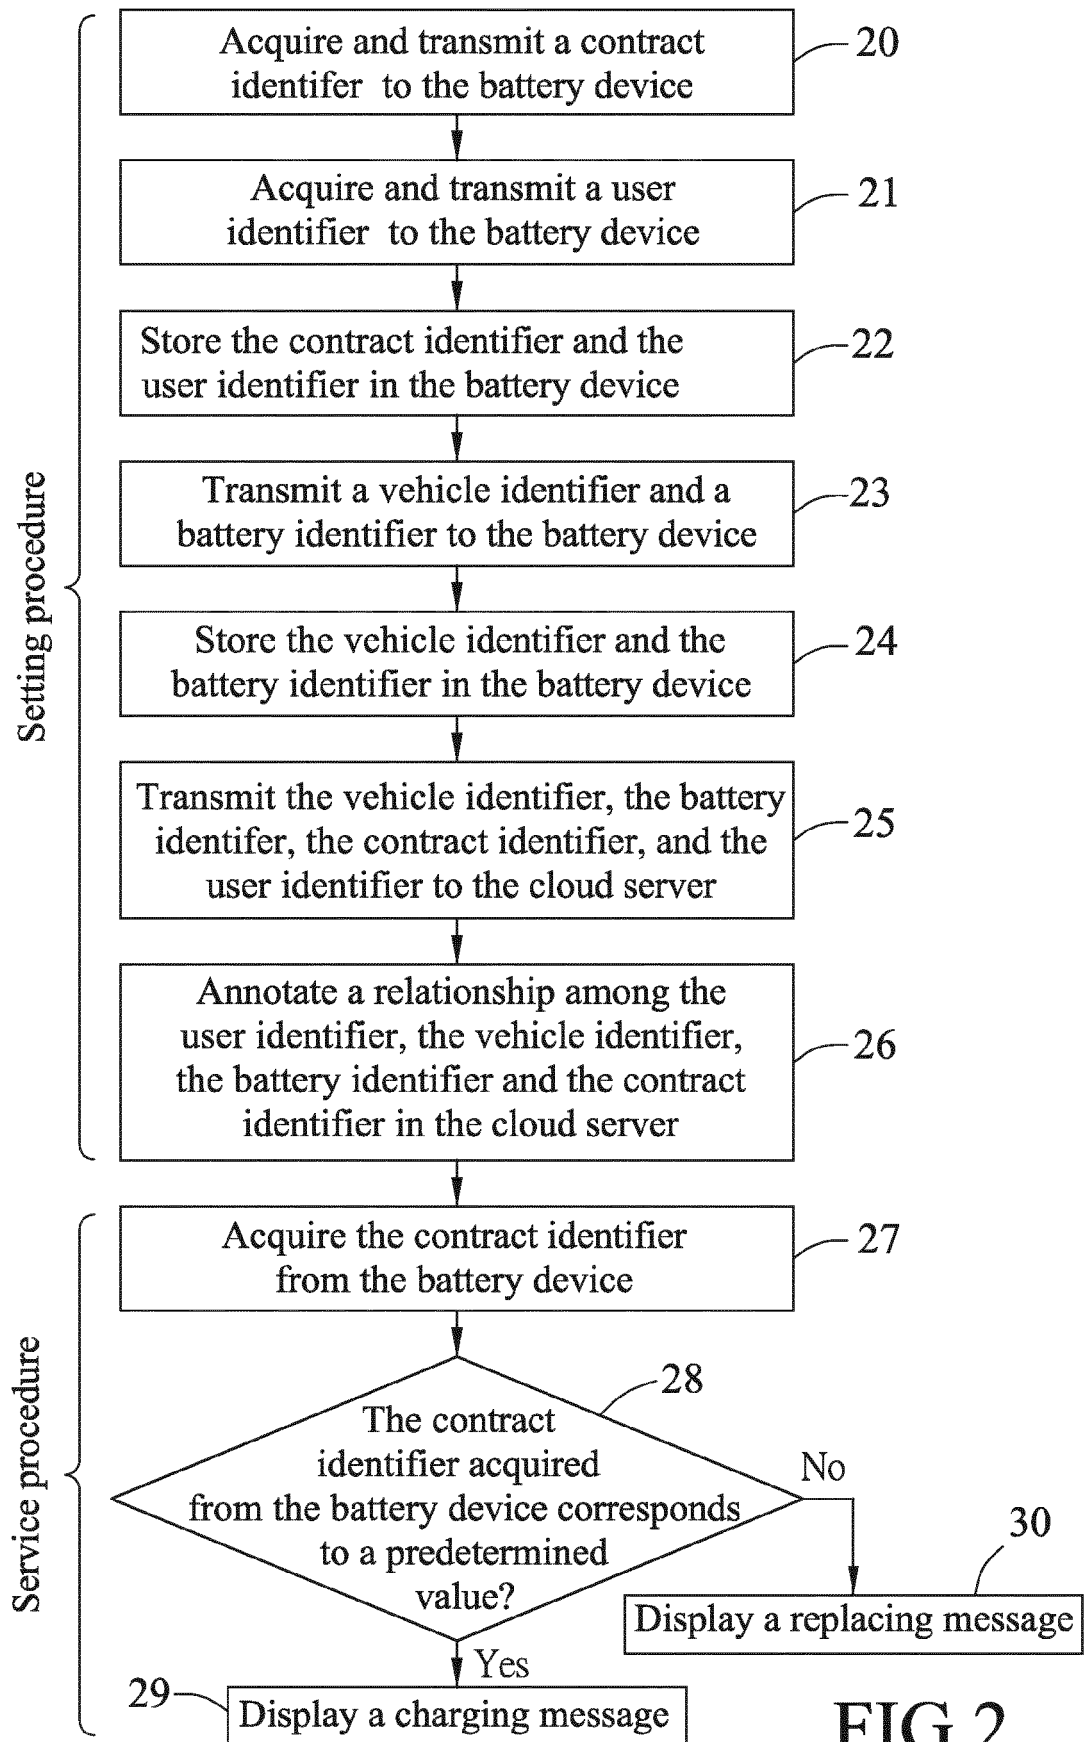 Acquire and transmit a contract
identifer to the battery device
20
Acquire and transmit a user
identifier to the battery device
21
Store the contract identifier and the
user identifier in the battery device
22
Transmit a vehicle identifier and a
battery identifier to the battery device
23
Store the vehicle identifier and the
battery identifier in the battery device
24
Transmit the vehicle identifier, the battery
identifer, the contract identifier, and the
user identifier to the cloud server
25
Annotate a relationship among the
user identifier, the vehicle identifier,
the battery identifier and the contract
identifier in the cloud server
26
Setting procedure
Acquire the contract identifier
from the battery device
27
The contract
identifier acquired
from the battery device corresponds
to a predetermined
value?
28
No
30
Display a replacing message
Yes
29
Display a charging message
Service procedure
FIG.2